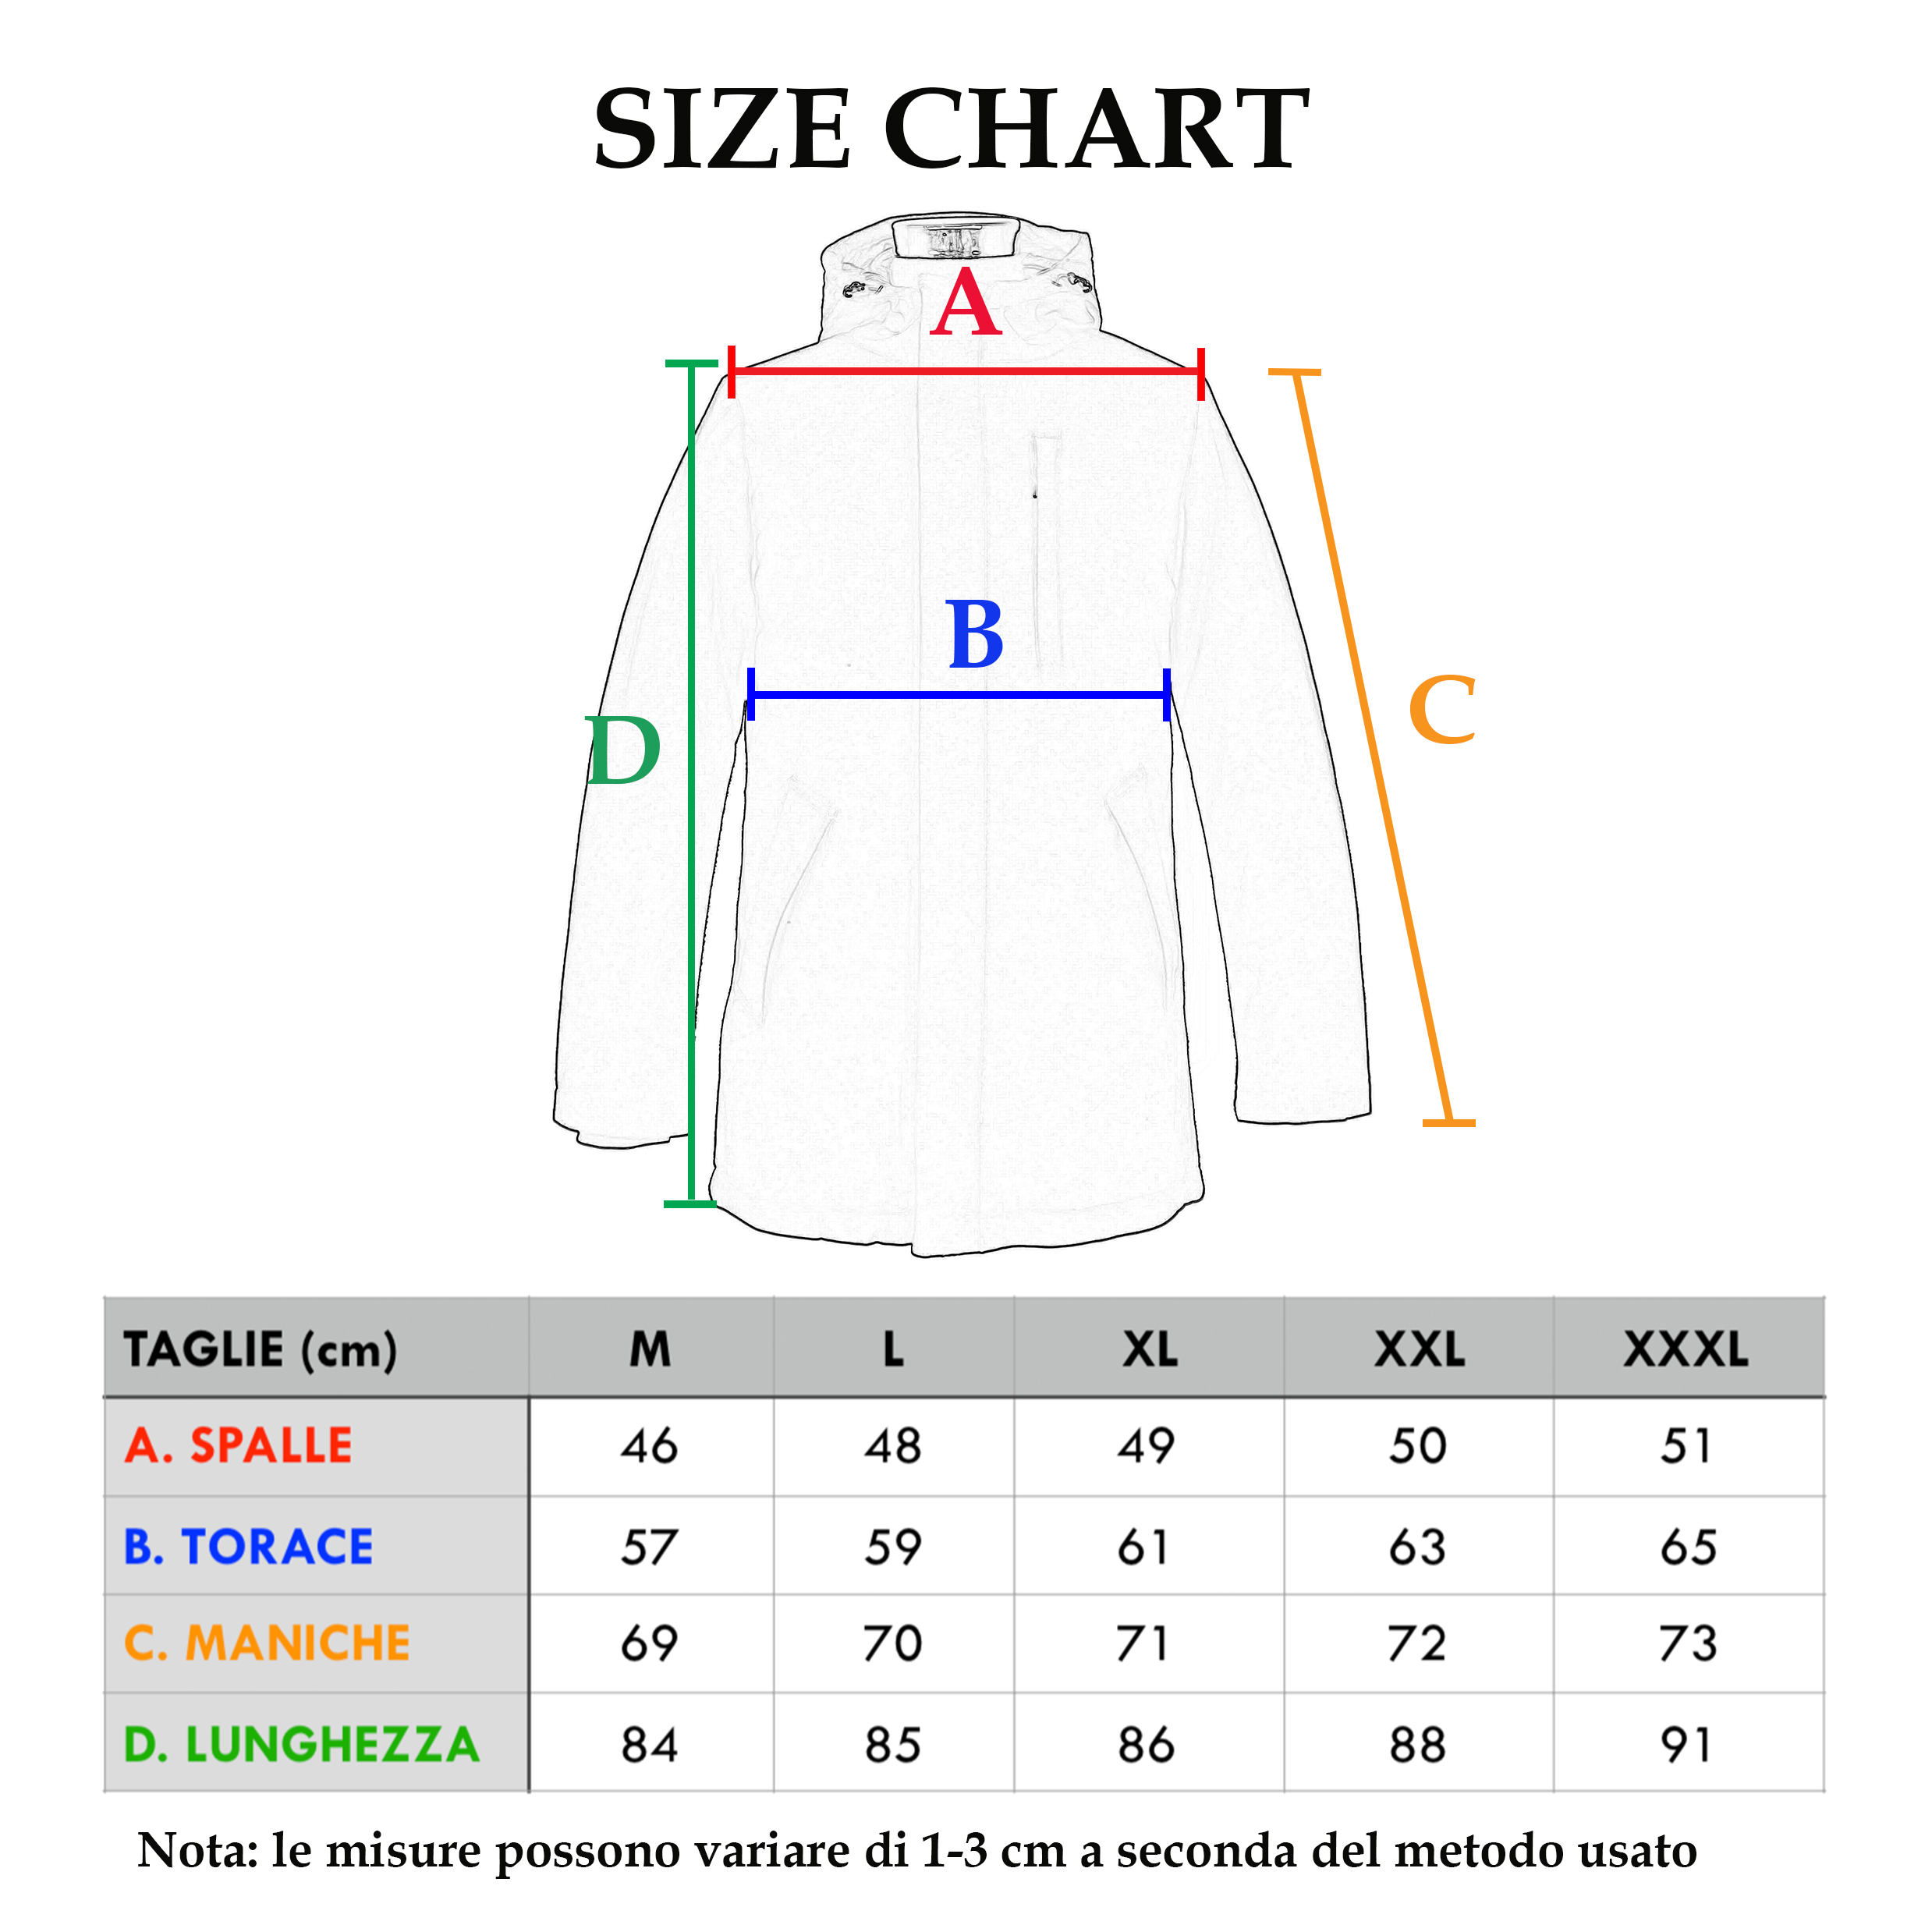 SIZE CHART
A
B
C
D
TAGLIE (cm) M L XL XXL XXXL
A. SPALLE 46 48 49 50 51
B. TORACE 57 59 61 63 65
C. MANICHE 69 70 71 72 73
D. LUNGHEZZA 84 85 86 88 91
Nota: le misure possono variare di 1-3 cm a seconda del metodo usato